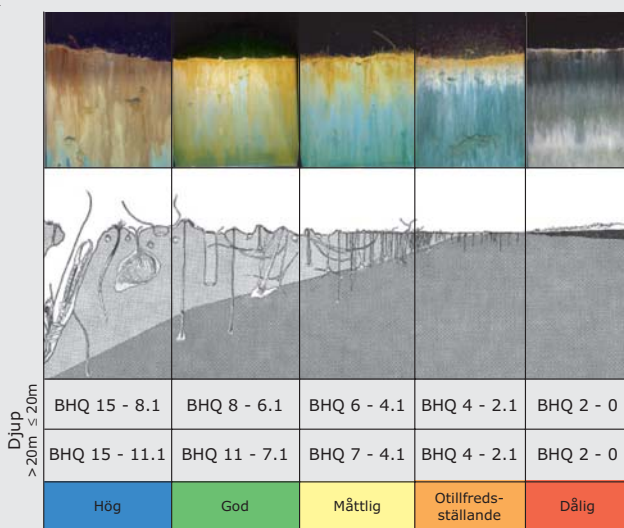 Djup
≤ 20m
BHQ 15 - 8.1 BHQ 8 - 6.1 BHQ 6 - 4.1 BHQ 4 - 2.1 BHQ 2 - 0
> 20m
BHQ 15 - 11.1 BHQ 11 - 7.1 BHQ 7 - 4.1 BHQ 4 - 2.1 BHQ 2 - 0
Hög God Måttlig Otillfreds-
ställande Dålig